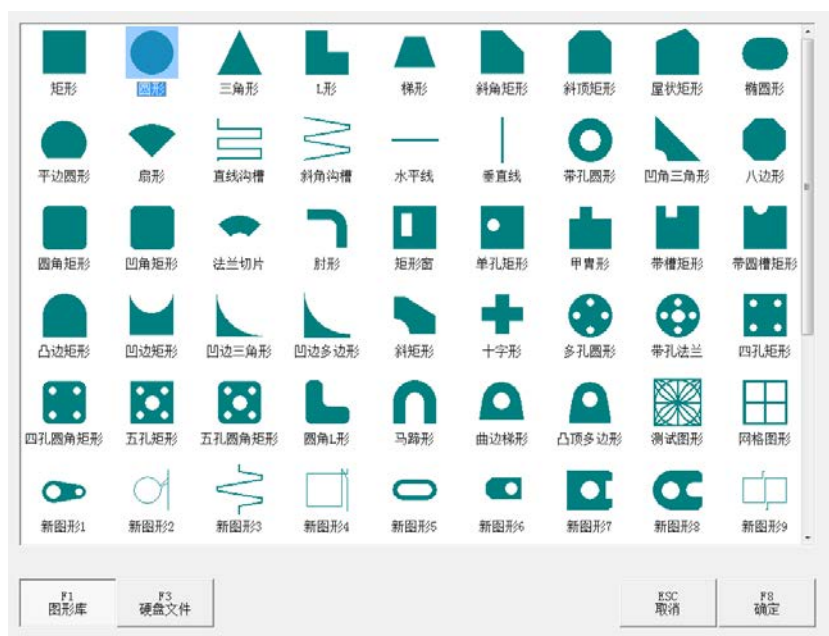 矩形 圆形 三角形 L形 梯形 斜角矩形 斜顶矩形 屋状矩形 椭圆形
平边圆形 扇形 直线沟槽 斜角沟槽 水平线 垂直线 带孔圆形 凹角三角形 八边形
圆角矩形 凹角矩形 法兰切片 肘形 矩形窗 单孔矩形 甲胄形 带槽矩形 带圆槽矩形
凸边矩形 凹边矩形 凹边三角形 凹边多边形 斜矩形 十字形 多孔圆形 带孔法兰 四孔矩形
四孔圆角矩形 五孔矩形 五孔圆角矩形 圆角L形 马蹄形 曲边梯形 凸顶多边形 测试图形 网格图形
新图形1 新图形2 新图形3 新图形4 新图形5 新图形6 新图形7 新图形8 新图形9
F1 F3 ESC F8
图形库 硬盘文件 取消 确定